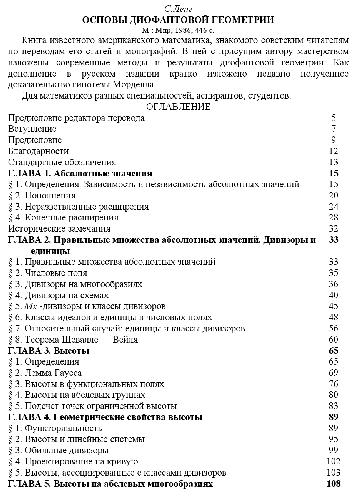 С.Ленг
ОСНОВЫ ДИОФАНТОВОЙ ГЕОМЕТРИИ
М.: Мир, 1986, 446 с.
Книга известного американского математика, знакомого советским читателям
по переводам его статей и монографий. В ней с присущим автору мастерством
изложены современные методы и результаты диофантовой геометрии. Как
дополнение в русском издании кратко изложено недавно полученное
доказательство гипотезы Морделла.
Для математиков разных специальностей, аспирантов, студентов.
ОГЛАВЛЕНИЕ
Предисловие редактора перевода 5
Вступление 7
Предисловие 9
Благодарности 12
Стандартные обозначения 13
ГЛАВА 1. Абсолютные значения 15
§ 1. Определения. Зависимость и независимость абсолютных значений 15
§ 2. Пополнения 20
§ 3. Неразветвленные расширения 24
§ 4. Конечные расширения 28
Исторические замечания 32
ГЛАВА 2. Правильные множества абсолютных значений. Дивизоры и 33
единицы
§ 1. Правильные множества абсолютных значений 33
§ 2. Числовые поля 35
§ 3. Дивизоры на многообразиях 36
§ 4. Дивизоры на схемах 40
§ 5. -дивизоры и классы дивизоров 45
§ 6. Классы идеалов и единицы в числовых полях 48
§ 7. Относительный случай: единицы и классы дивизоров 56
§ 8. Теорема Шевалле — Вейля 60
ГЛАВА 3. Высоты 65
§ 1. Определения 65
§ 2. Лемма Гаусса 69
§ 3. Высоты в функциональных полях 76
§ 4. Высоты на абелевых группах 80
§ 5. Подсчет точек ограниченной высоты 83
ГЛАВА 4. Геометрические свойства высоты 89
§ 1. Функториальность 89
§ 2. Высоты и линейные системы 95
§ 3. Обильные дивизоры 99
§ 4. Проектирование на кривую 102
§ 5. Высоты, ассоциированные с классами дивизоров 103
ГЛАВА 5. Высоты на абелевых многообразиях 108